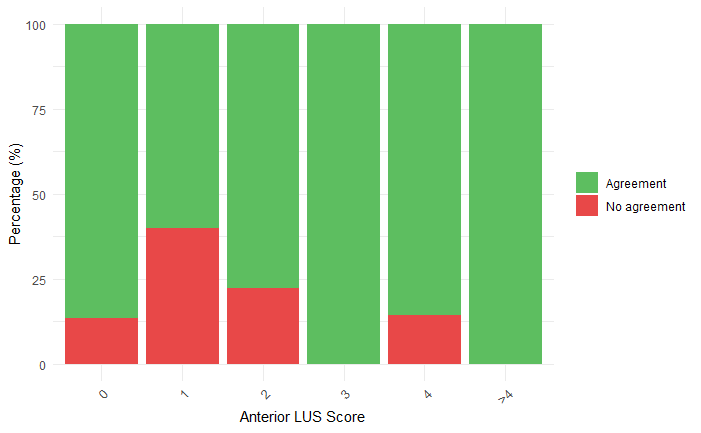 100
75
50
25
0
Percentage (%)
0
1
2
3
4
>4
Anterior LUS Score
Agreement
No agreement